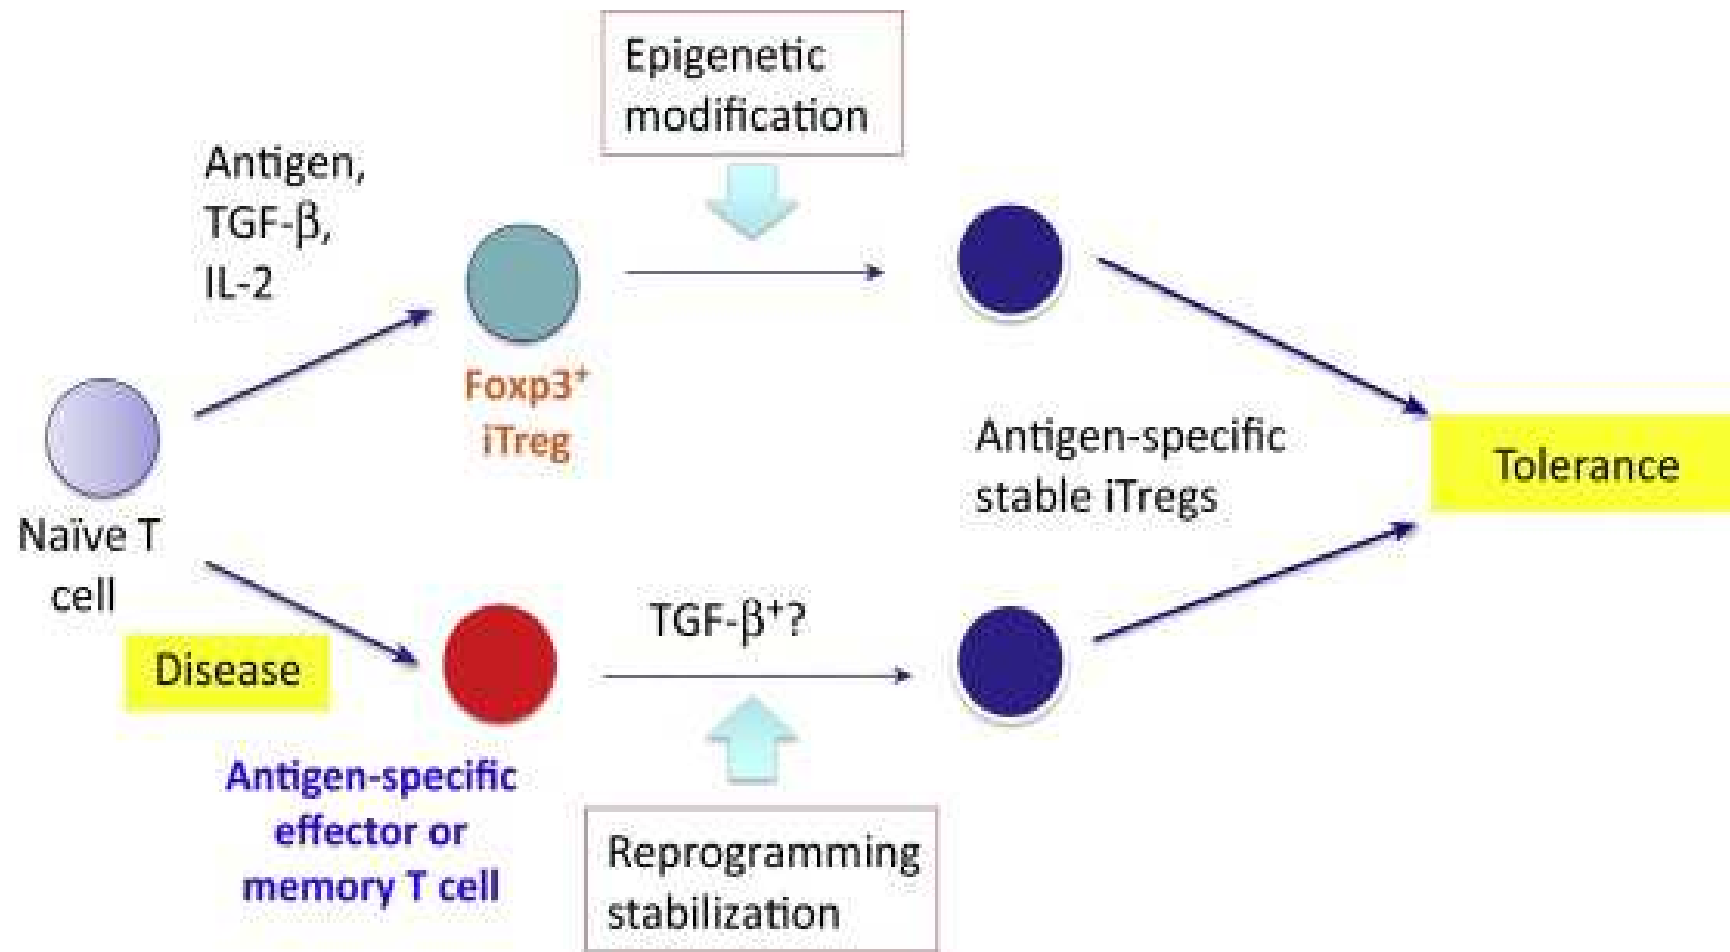 Epigenetic
modification
Antigen,
TGF-β,
IL-2
Foxp3⁺
iTreg
Naïve T
cell
Antigen-specific
stable iTregs
Tolerance
Disease
TGF-β⁺?
Antigen-specific
effector or
memory T cell
Reprogramming
stabilization